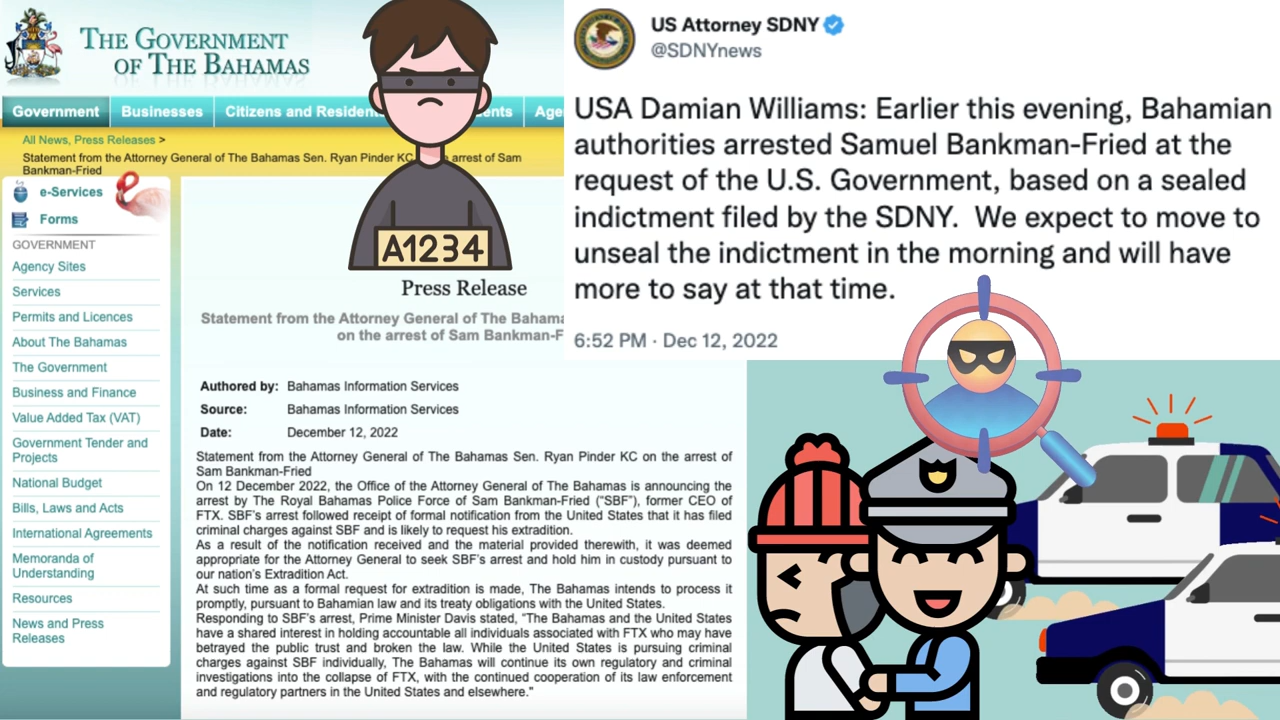 THE GOVERNMENT
OF THE BAHAMAS
Government
Businesses
Citizens and Residents
Age
All News, Press Releases >
Statement from the Attorney General of The Bahamas Sen. Ryan Pinder KC arrest of Sam
Bankman-Fried
e-Services
Forms
GOVERNMENT
Agency Sites
Services
Permits and Licences
About The Bahamas
The Government
Business and Finance
Value Added Tax (VAT)
Government Tender and
Projects
National Budget
Bills, Laws and Acts
International Agreements
Memoranda of
Understanding
Resources
News and Press
Releases
A1234
Press Release
Statement from the Attorney General of The Bahama
on the arrest of Sam Bankman-F
Authored by: Bahamas Information Services
Source: Bahamas Information Services
Date: December 12, 2022
Statement from the Attorney General of The Bahamas Sen. Ryan Pinder KC on the arrest of
Sam Bankman-Fried
On 12 December 2022, the Office of the Attorney General of The Bahamas is announcing the
arrest by The Royal Bahamas Police Force of Sam Bankman-Fried ("SBF"), former CEO of
FTX. SBF's arrest followed receipt of formal notification from the United States that it has filed
criminal charges against SBF and is likely to request his extradition.
As a result of the notification received and the material provided therewith, it was deemed
appropriate for the Attorney General to seek SBF's arrest and hold him in custody pursuant to
our nation's Extradition Act.
At such time as a formal request for extradition is made, The Bahamas intends to process it
promptly, pursuant to Bahamian law and its treaty obligations with the United States.
Responding to SBF's arrest, Prime Minister Davis stated, "The Bahamas and the United States
have a shared interest in holding accountable all individuals associated with FTX who may have
betrayed the public trust and broken the law. While the United States is pursuing criminal
charges against SBF individually, The Bahamas will continue its own regulatory and criminal
investigations into the collapse of FTX, with the continued cooperation of its law enforcement
and regulatory partners in the United States and elsewhere."
US Attorney SDNY
@SDNYnews
USA Damian Williams: Earlier this evening, Bahamian
authorities arrested Samuel Bankman-Fried at the
request of the U.S. Government, based on a sealed
indictment filed by the SDNY. We expect to move to
unseal the indictment in the morning and will have
more to say at that time.
6:52 PM · Dec 12, 2022